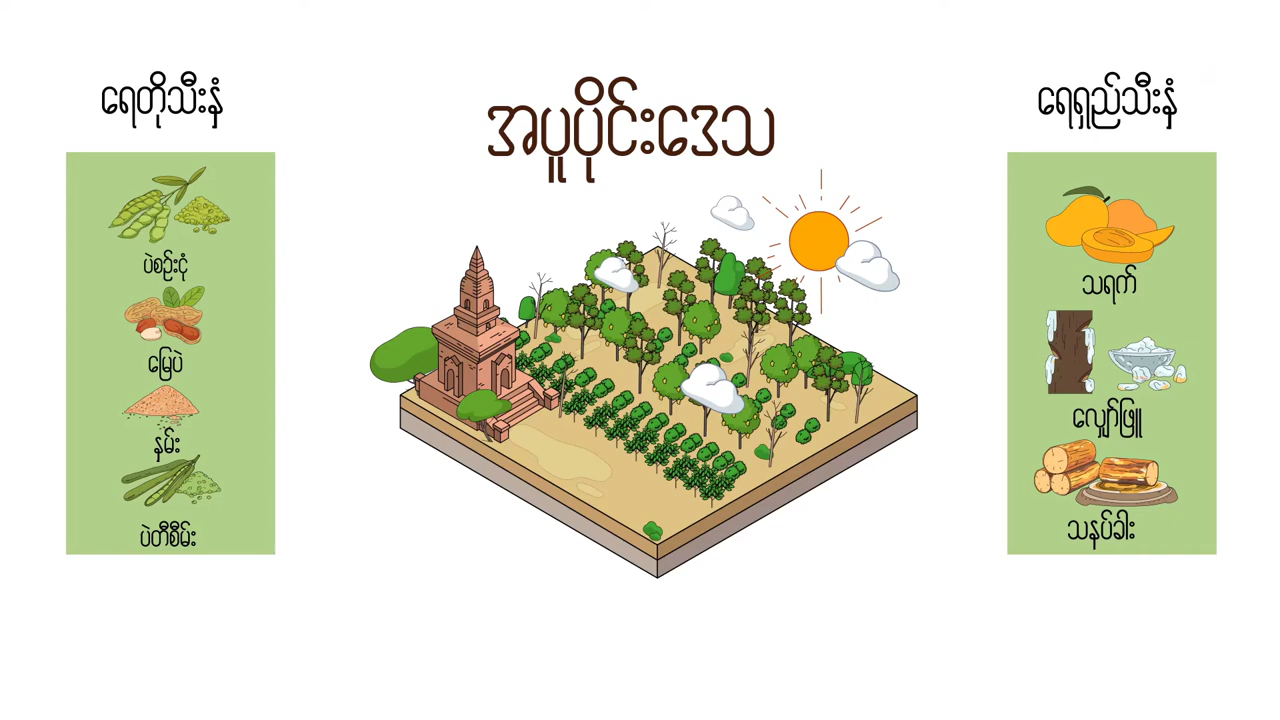 ရေတိုသီးနှံ
အပူပိုင်းဒေသ
ရေရှည်သီးနှံ
ပဲစဉ်းငုံ
မြေပဲ
နှမ်း
ပဲတီစိမ်း
သရက်
လျှော်ဖြူ
သနပ်ခါး